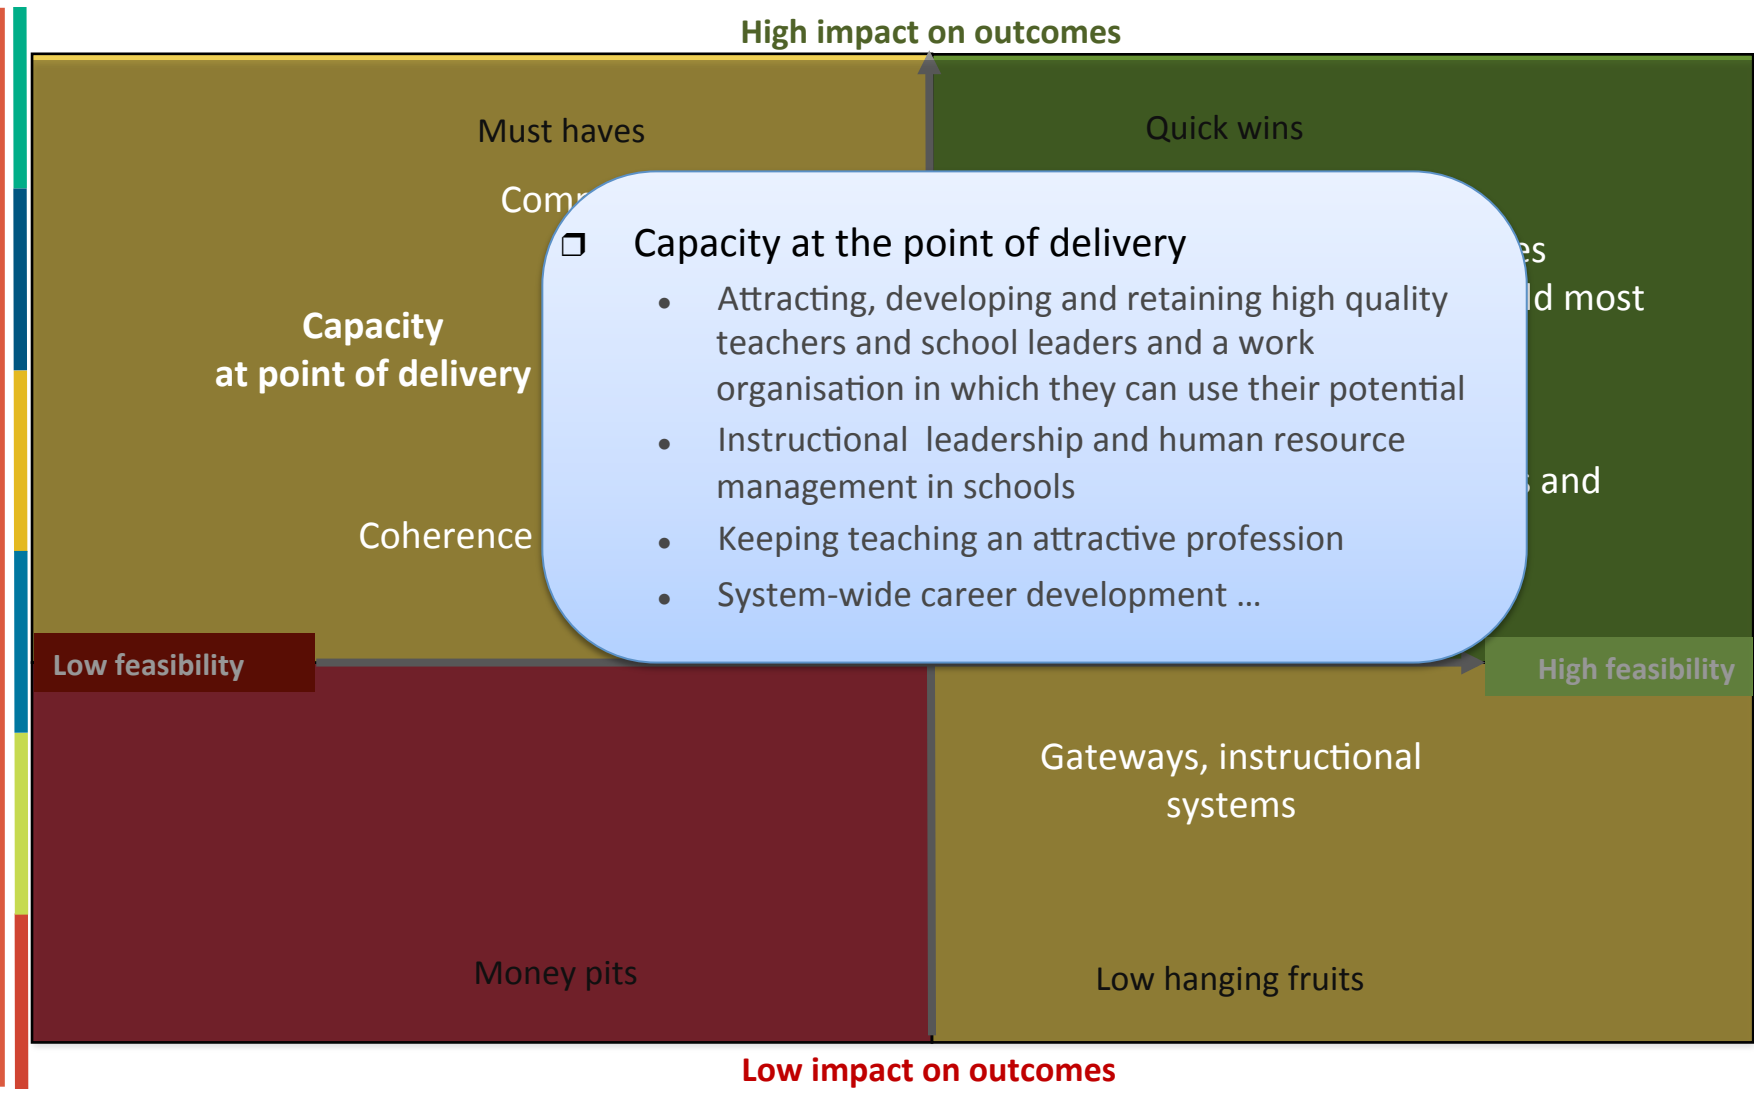 High impact on outcomes
Must haves
Quick wins
Capacity
at point of delivery
Coherence
❒ Capacity at the point of delivery
• Attracting, developing and retaining high quality
teachers and school leaders and a work
organisation in which they can use their potential
• Instructional leadership and human resource
management in schools
• Keeping teaching an attractive profession
• System-wide career development …
most
and
Low feasibility
High feasibility
Gateways, instructional
systems
Money pits
Low hanging fruits
Low impact on outcomes